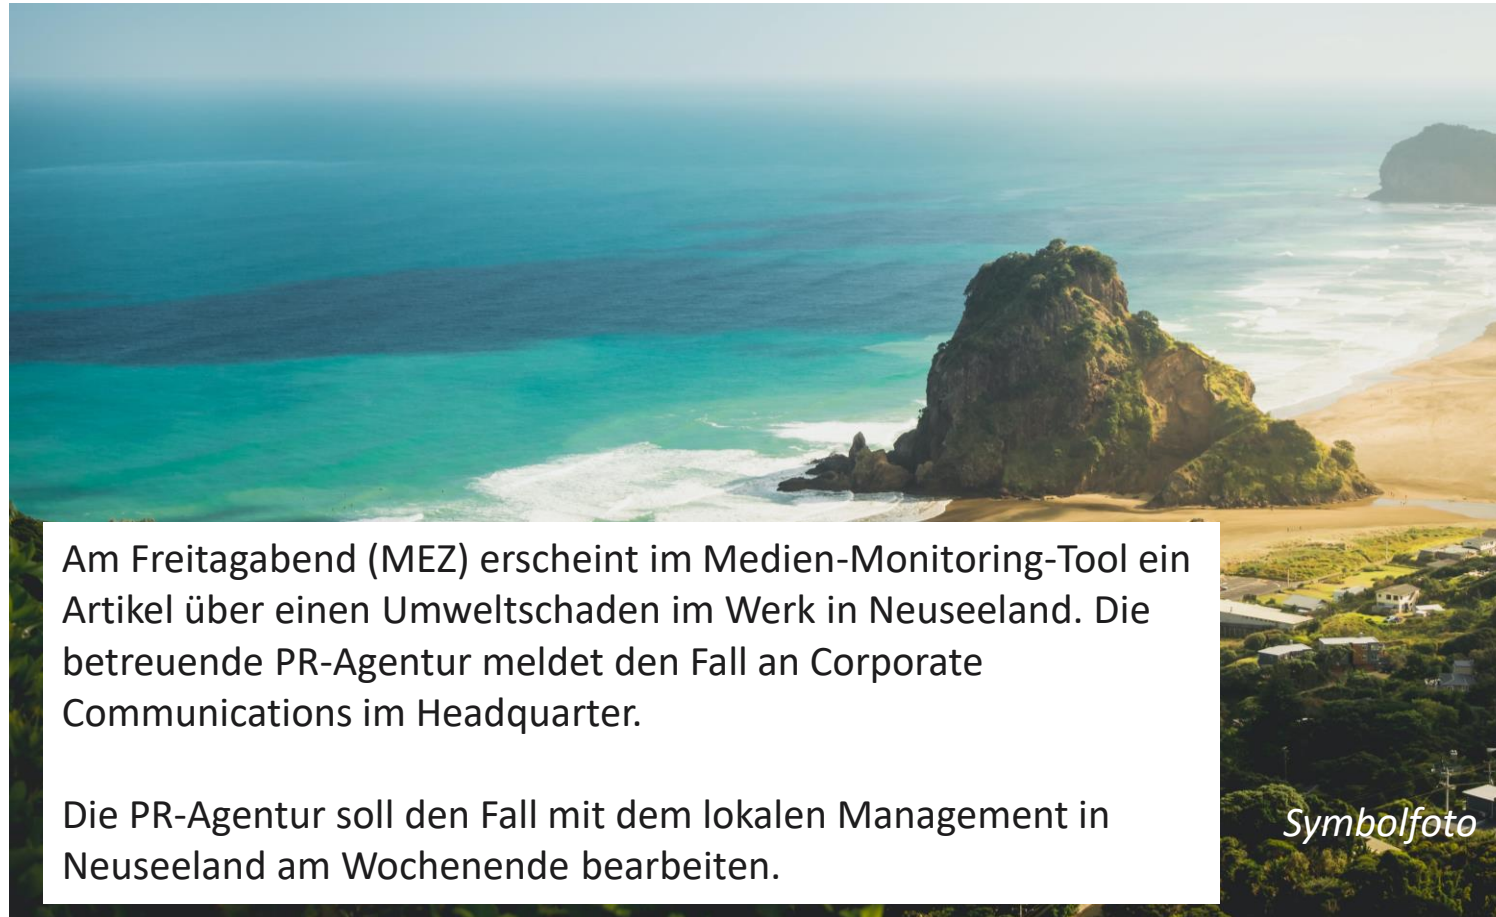 Am Freitagabend (MEZ) erscheint im Medien-Monitoring-Tool ein
Artikel über einen Umweltschaden im Werk in Neuseeland. Die
betreuende PR-Agentur meldet den Fall an Corporate
Communications im Headquarter.
Die PR-Agentur soll den Fall mit dem lokalen Management in
Neuseeland am Wochenende bearbeiten.
Symbolfoto